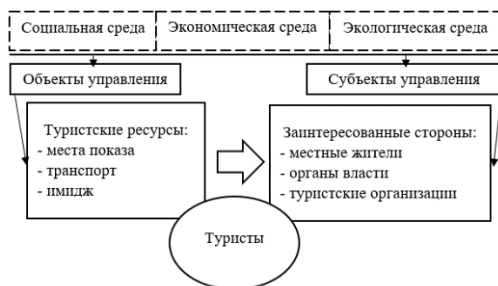 Социальная среда
Экономическая среда
Экологическая среда
Объекты управления
Субъекты управления
Туристские ресурсы:
- места показа
- транспорт
- имидж
Заинтересованные стороны:
- местные жители
- органы власти
- туристские организации
Туристы